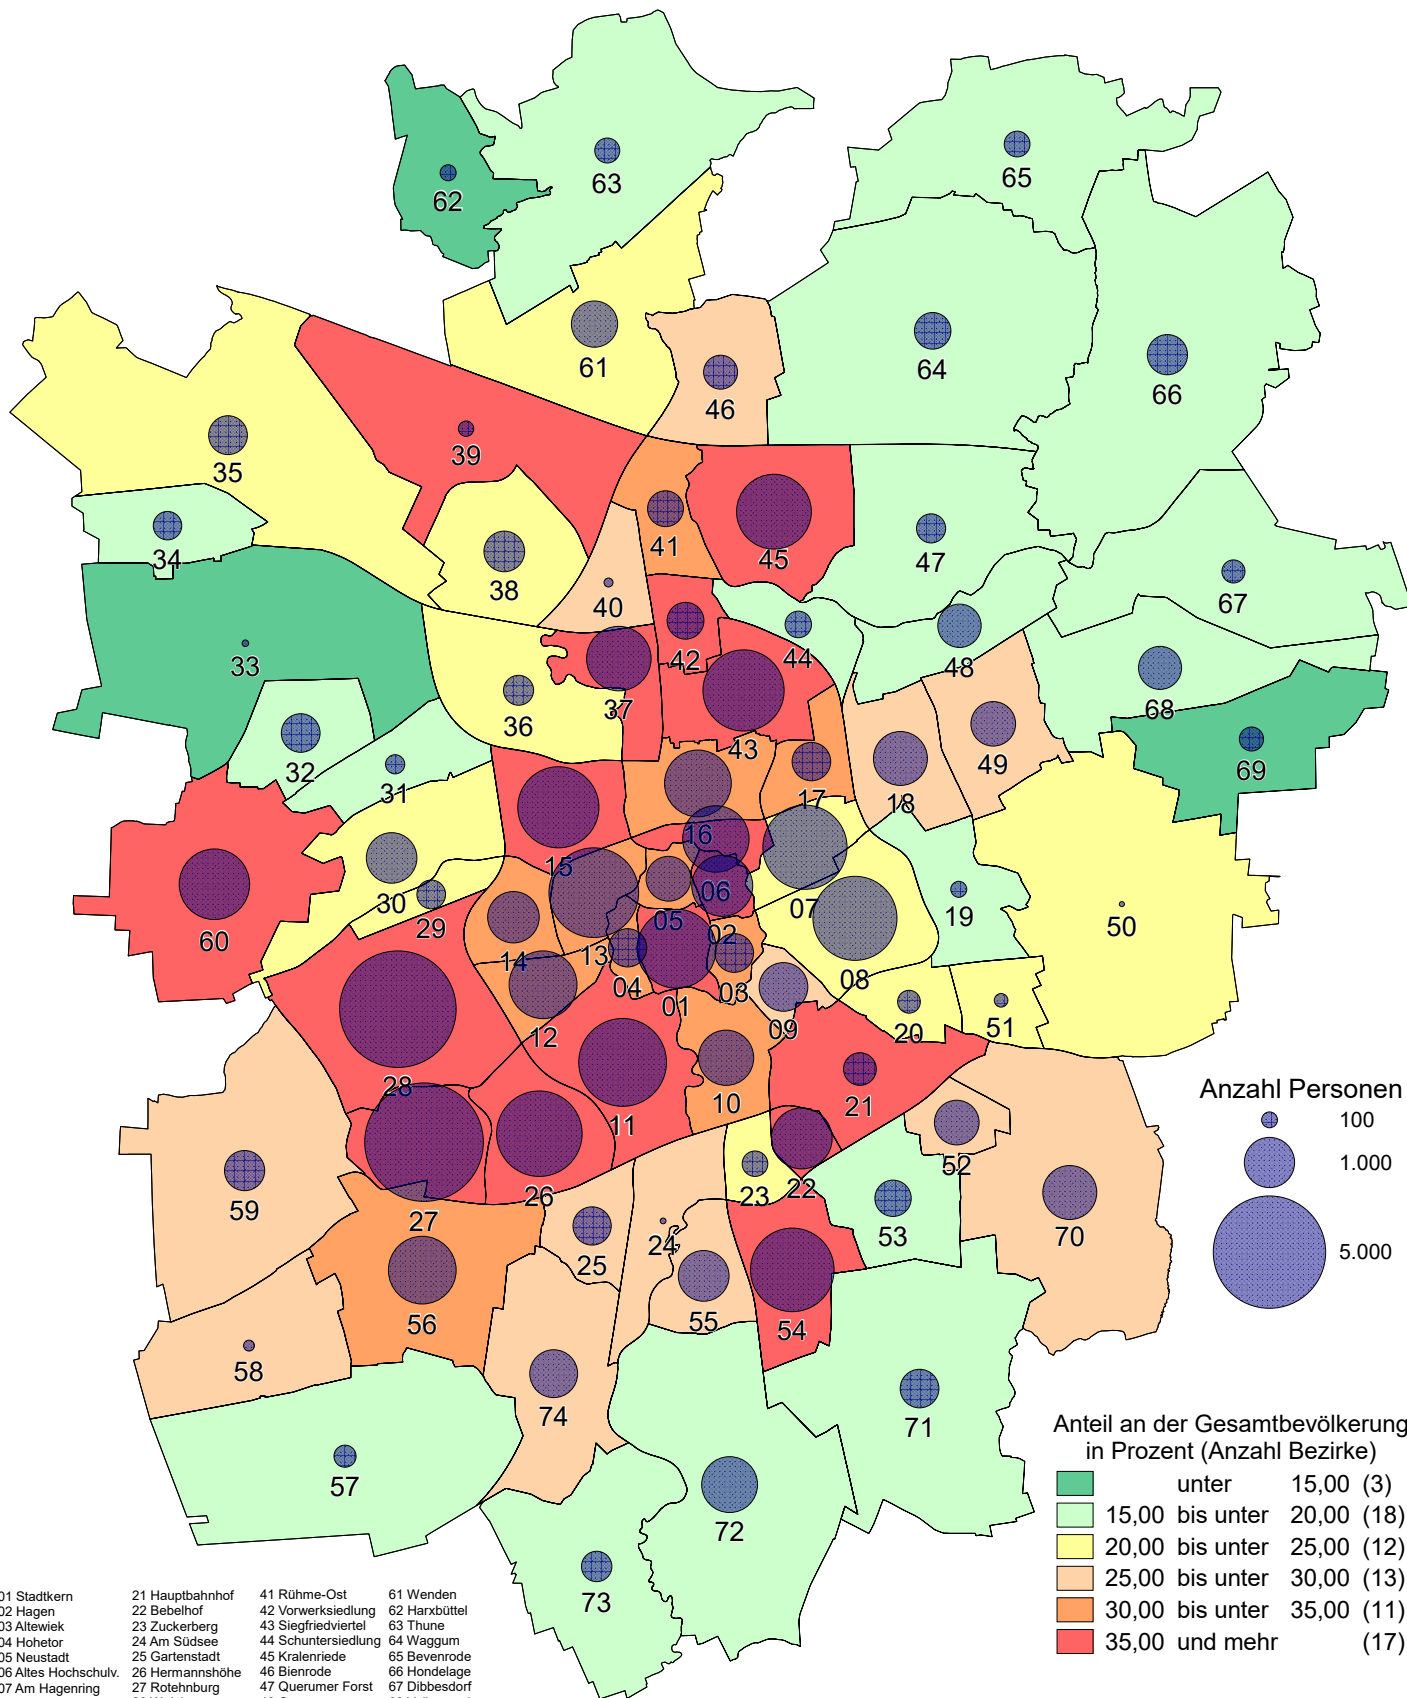 62
63
65
61
64
46
66
35
39
34
41
45
47
38
40
67
33
42
44
48
37
36
68
43
32
49
69
31
17
18
16
15
06
30
29
05
07
19
50
60
02
14
13
04
01
03
08
09
20
51
12
28
10
21
11
Anzahl Personen
100
1.000
5.000
52
59
26
23
22
27
53
70
24
25
56
55
54
58
74
71
57
72
73
Anteil an der Gesamtbevölkerung
in Prozent (Anzahl Bezirke)
unter 15,00 (3)
15,00 bis unter 20,00 (18)
20,00 bis unter 25,00 (12)
25,00 bis unter 30,00 (13)
30,00 bis unter 35,00 (11)
35,00 und mehr (17)
01 Stadtkern
02 Hagen
03 Altewiek
04 Hohetor
05 Neustadt
06 Altes Hochschulv.
07 Am Hagenring
21 Hauptbahnhof
22 Bebelhof
23 Zuckerberg
24 Am Südsee
25 Gartenstadt
26 Hermannshöhe
27 Rotehnburg
41 Rühme-Ost
42 Vorwerksiedlung
43 Siegfriedviertel
44 Schuntersiedlung
45 Kralenriede
46 Bienrode
47 Querumer Forst
61 Wenden
62 Harxbüttel
63 Thune
64 Waggum
65 Bevenrode
66 Hondelage
67 Dibbesdorf